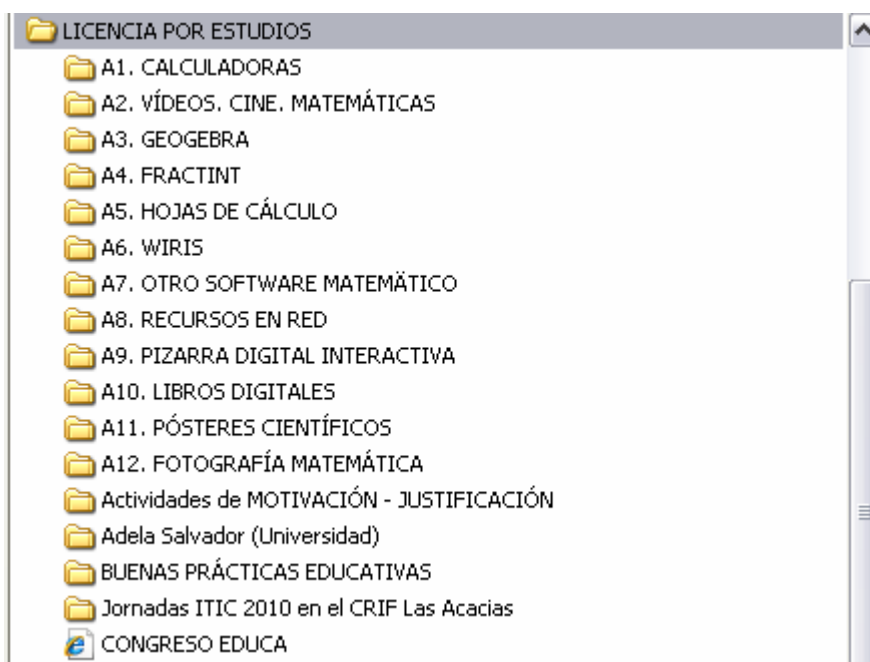 LICENCIA POR ESTUDIOS
A1. CALCULADORAS
A2. VÍDEOS. CINE. MATEMÁTICAS
A3. GEOGEBRA
A4. FRACTINT
A5. HOJAS DE CÁLCULO
A6. WIRIS
A7. OTRO SOFTWARE MATEMÄTICO
A8. RECURSOS EN RED
A9. PIZARRA DIGITAL INTERACTIVA
A10. LIBROS DIGITALES
A11. PÓSTERES CIENTÍFICOS
A12. FOTOGRAFÍA MATEMÁTICA
Actividades de MOTIVACIÓN - JUSTIFICACIÓN
Adela Salvador (Universidad)
BUENAS PRÁCTICAS EDUCATIVAS
Jornadas ITIC 2010 en el CRIF Las Acacias
CONGRESO EDUCA